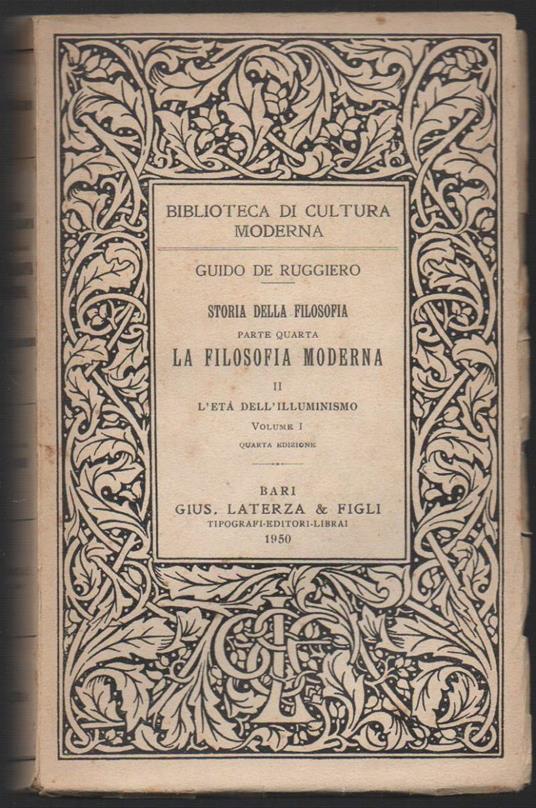 BIBLIOTECA DI CULTURA
MODERNA
GUIDO DE RUGGIERO
STORIA DELLA FILOSOFIA
PARTE QUARTA
LA FILOSOFIA MODERNA
II
L'ETÁ DELL'ILLUMINISMO
VOLUME I
QUARTA EDIZIONE
BARI
GIUS. LATERZA & FIGLI
TIPOGRAFI-EDITORI-LIBRAI
1950